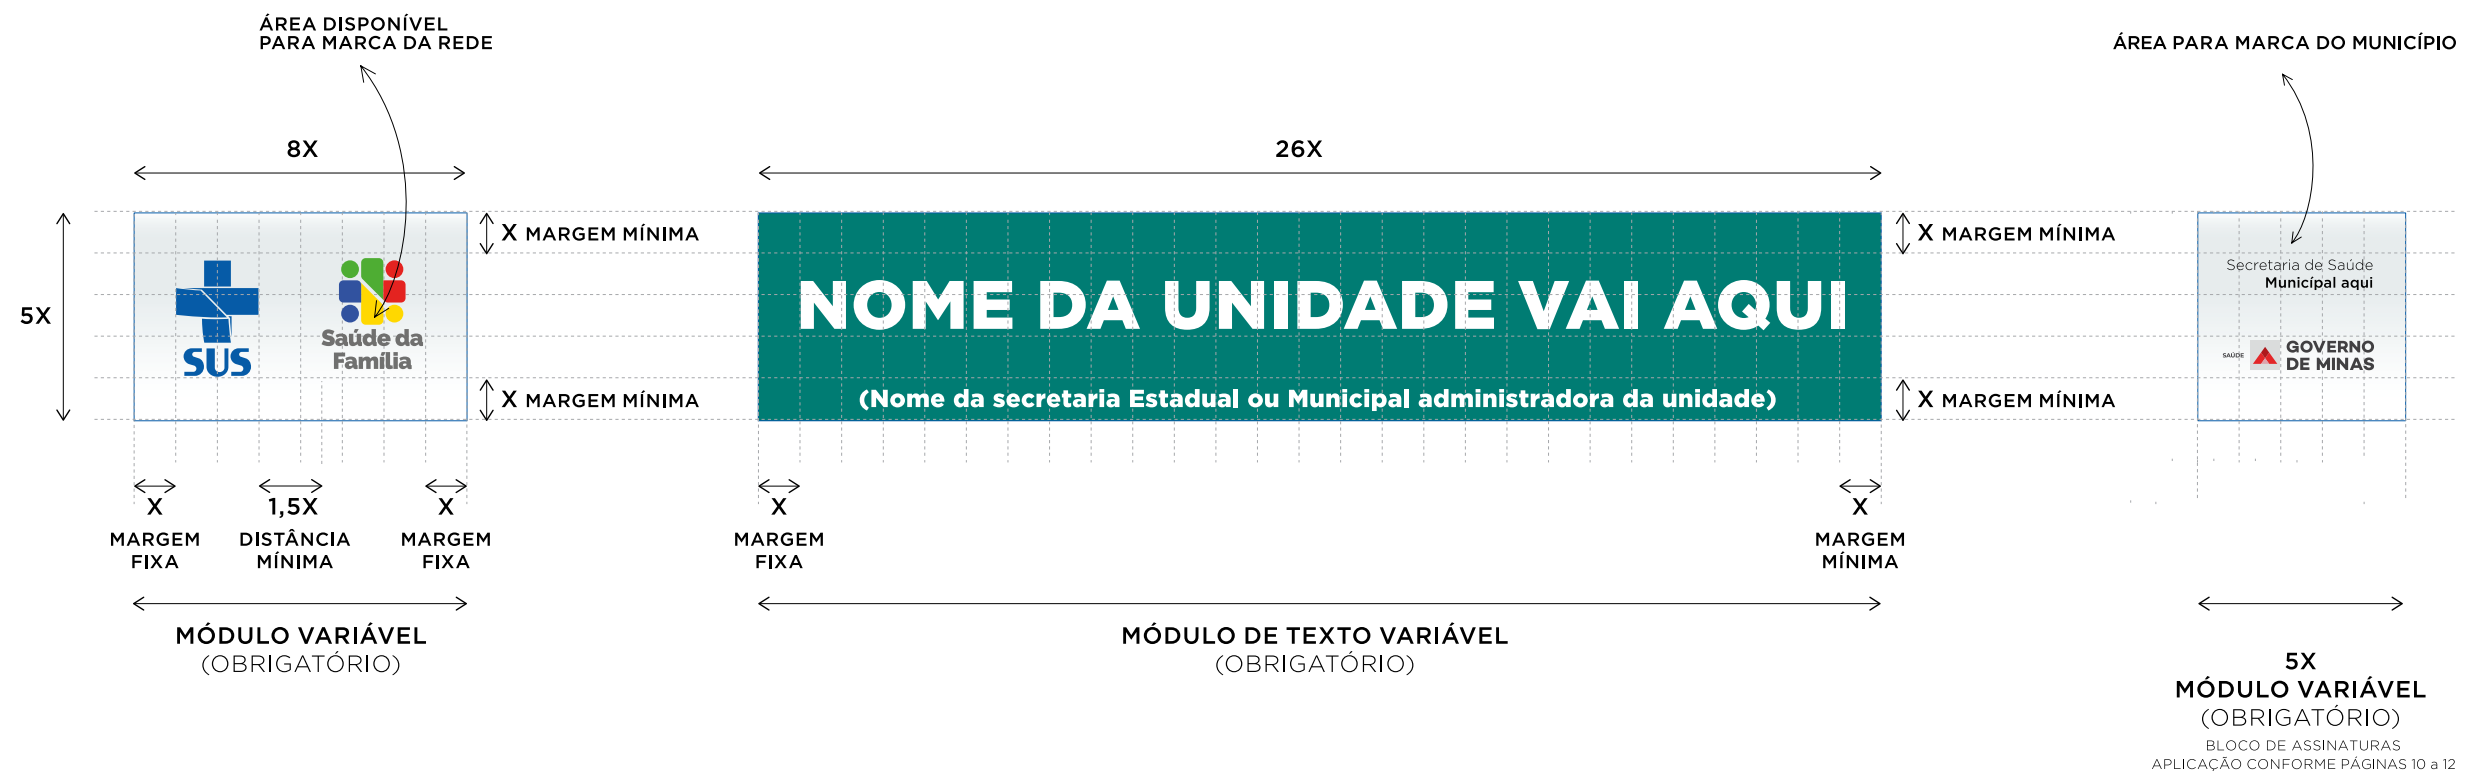 ÁREA DISPONÍVEL
PARA MARCA DA REDE
ÁREA PARA MARCA DO MUNICÍPIO
8X
26X
5X
X MARGEM MÍNIMA
X MARGEM MÍNIMA
SUS
Saúde da
Família
NOME DA UNIDADE VAI AQUI
(Nome da secretaria Estadual ou Municipal administradora da unidade)
X MARGEM MÍNIMA
X MARGEM MÍNIMA
Secretaria de Saúde
Municípal aqui
SAÚDE
GOVERNO
DE MINAS
X
MARGEM
FIXA
1,5X
DISTÂNCIA
MÍNIMA
X
MARGEM
FIXA
X
MARGEM
FIXA
X
MARGEM
MÍNIMA
MÓDULO VARIÁVEL
(OBRIGATÓRIO)
MÓDULO DE TEXTO VARIÁVEL
(OBRIGATÓRIO)
5X
MÓDULO VARIÁVEL
(OBRIGATÓRIO)
BLOCO DE ASSINATURAS
APLICAÇÃO CONFORME PÁGINAS 10 a 12